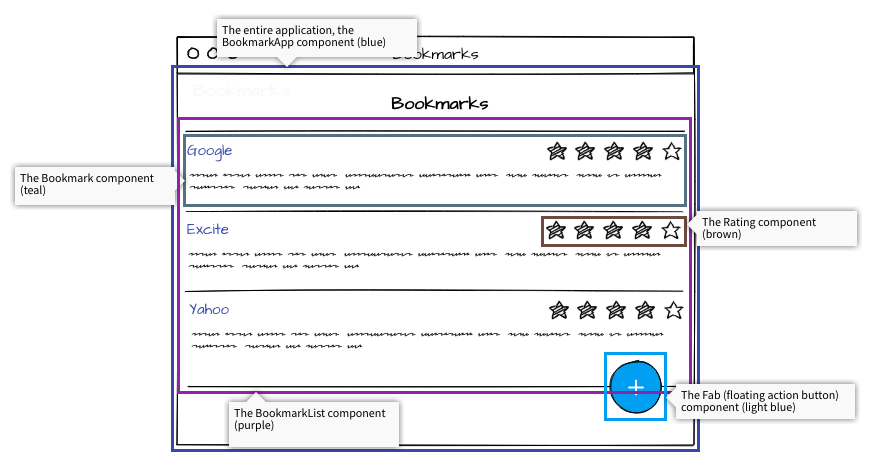 The entire application, the
BookmarkApp component (blue)
Bookmarks
Bookmarks
Bookmarks
Google
The Bookmark component
(teal)
Excite
The Rating component
(brown)
Yahoo
+
The Fab (floating action button)
component (light blue)
The BookmarkList component
(purple)